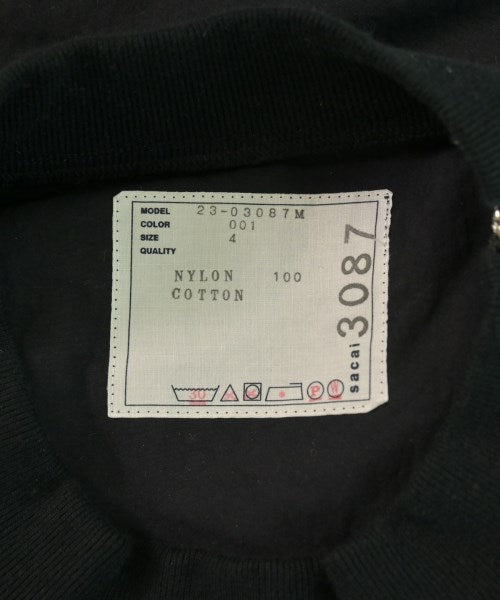 MODEL 23-03087M
COLOR 001
SIZE 4
QUALITY
NYLON 100
COTTON
30
P W
sacai 3087